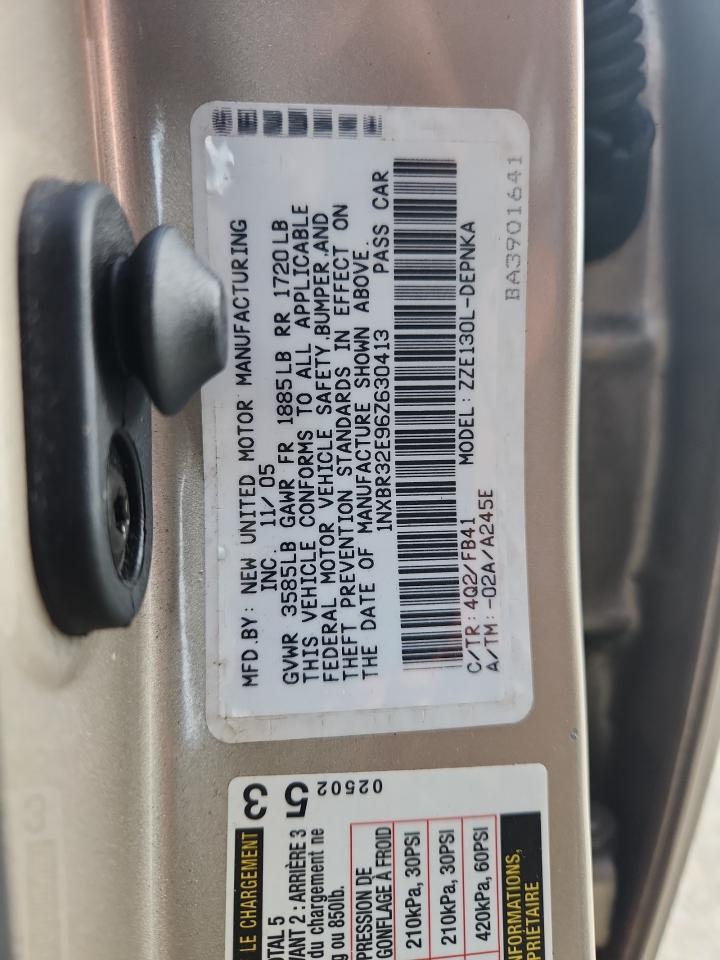 MFD.BY: NEW UNITED MOTOR MANUFACTURING
INC. 11/05
GVWR 3585LB GAWR FR 1885LB RR 1720LB
THIS VEHICLE CONFORMS TO ALL APPLICABLE
FEDERAL MOTOR VEHICLE SAFETY,BUMPER,AND
THEFT PREVENTION STANDARDS IN EFFECT ON
THE DATE OF MANUFACTURE SHOWN ABOVE.
1NXBR32E96Z630413 PASS CAR
C/TR: 4Q2/FB41 MODEL: ZZE130L-DEPNKA
A/TM: -02A/A245E
BA3901641
LE CHARGEMENT
3
5
02502
OTAL 5
VANT 2 : ARRIÈRE 3
du chargement ne
g ou 850lb.
PRESSION DE
GONFLAGE À FROID
210kPa, 30PSI
210kPa, 30PSI
420kPa, 60PSI
NFORMATIONS,
PRIÉTAIRE